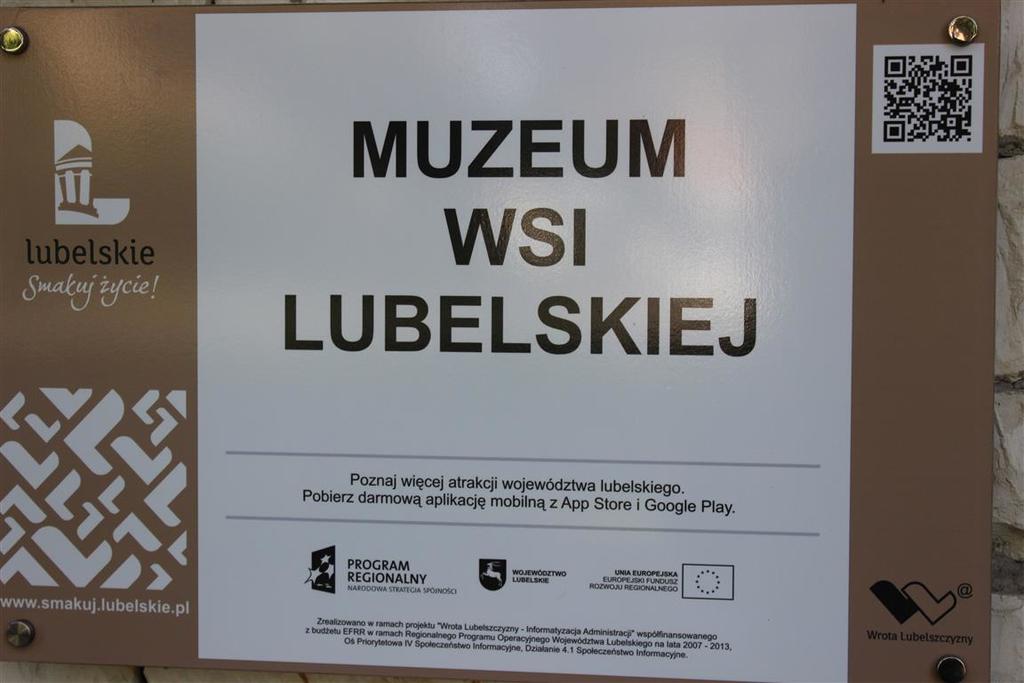 MUZEUM
WSI
LUBELSKIEJ
lubelskie
Smakuj życie!
www.smakuj.lubelskie.pl
Poznaj więcej atrakcji województwa lubelskiego.
Pobierz darmową aplikację mobilną z App Store i Google Play.
PROGRAM
REGIONALNY
NARODOWA STRATEGIA SPÓJNOŚCI
WOJEWÓDZTWO
LUBELSKIE
UNIA EUROPEJSKA
EUROPEJSKI FUNDUSZ
ROZWOJU REGIONALNEGO
Zrealizowano w ramach projektu "Wrota Lubelszczyzny - Informatyzacja Administracji" współfinansowanego
z budżetu EFRR w ramach Regionalnego Programu Operacyjnego Województwa Lubelskiego na lata 2007 - 2013,
Oś Priorytetowa IV Społeczeństwo Informacyjne, Działanie 4.1 Społeczeństwo Informacyjne.
@
Wrota Lubelszczyzny